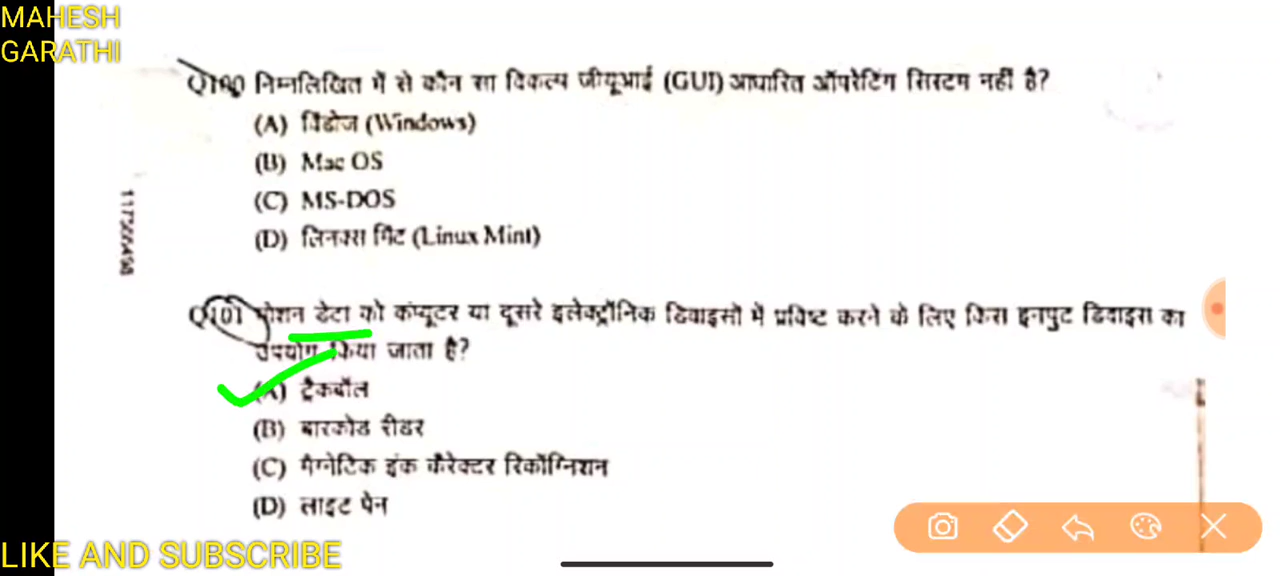 MAHESH
GARATHI
Q100 निम्नलिखित में से कौन सा विकल्प जीयूआई (GUI) आधारित ऑपरेटिंग सिस्टम नहीं है?
(A) विंडोज (Windows)
(B) Mac OS
(C) MS-DOS
(D) लिनक्स मिंट (Linux Mint)
Q101 मोशन डेटा को कंप्यूटर या दूसरे इलेक्ट्रॉनिक डिवाइसों में प्रविष्ट करने के लिए किस इनपुट डिवाइस का
उपयोग किया जाता है?
(A) ट्रैकबॉल
(B) बारकोड रीडर
(C) मैग्नेटिक इंक कैरेक्टर रिकोग्निशन
(D) लाइट पेन
LIKE AND SUBSCRIBE